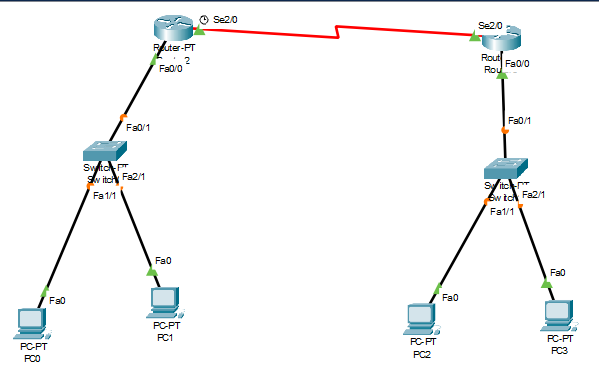 Se2/0
Se2/0
Router-PT
Fa0/0
Fa0/0
Fa0/1
Fa0/1
Fa2/1
Fa1/1
Fa2/1
Fa1/1
Fa0
Fa0
Fa0
Fa0
PC-PT
PC1
PC-PT
PC0
PC-PT
PC2
PC-PT
PC3